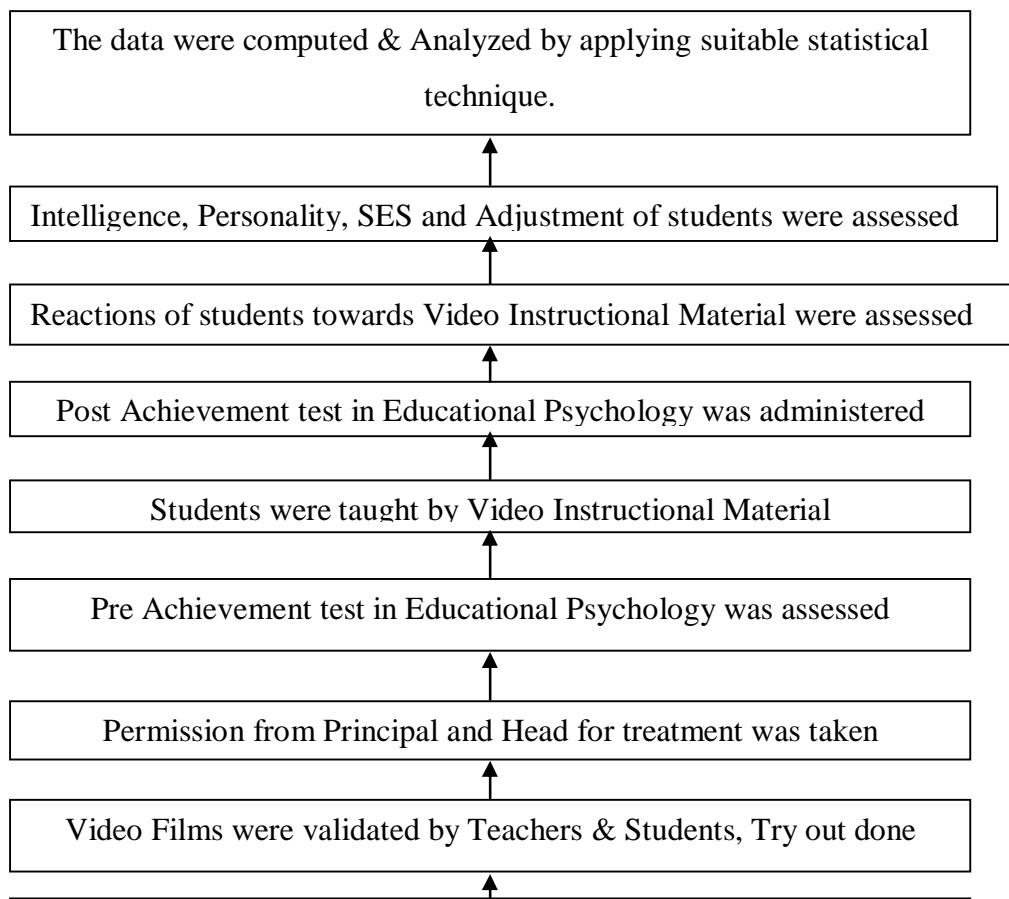 The data were computed & Analyzed by applying suitable statistical
technique.
Intelligence, Personality, SES and Adjustment of students were assessed
Reactions of students towards Video Instructional Material were assessed
Post Achievement test in Educational Psychology was administered
Students were taught by Video Instructional Material
Pre Achievement test in Educational Psychology was assessed
Permission from Principal and Head for treatment was taken
Video Films were validated by Teachers & Students, Try out done